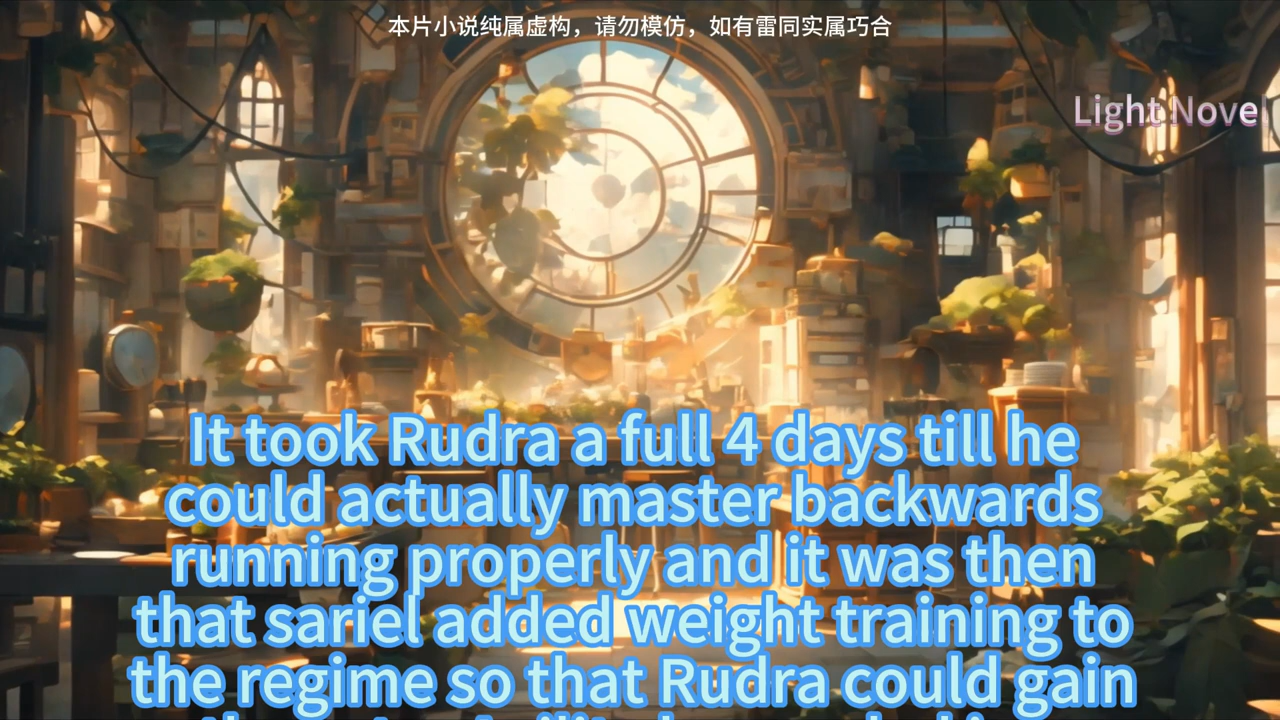 本片小说纯属虚构，请勿模仿，如有雷同实属巧合
Light Novel
It took Rudra a full 4 days till he
could actually master backwards
running properly and it was then
that sariel added weight training to
the regime so that Rudra could gain